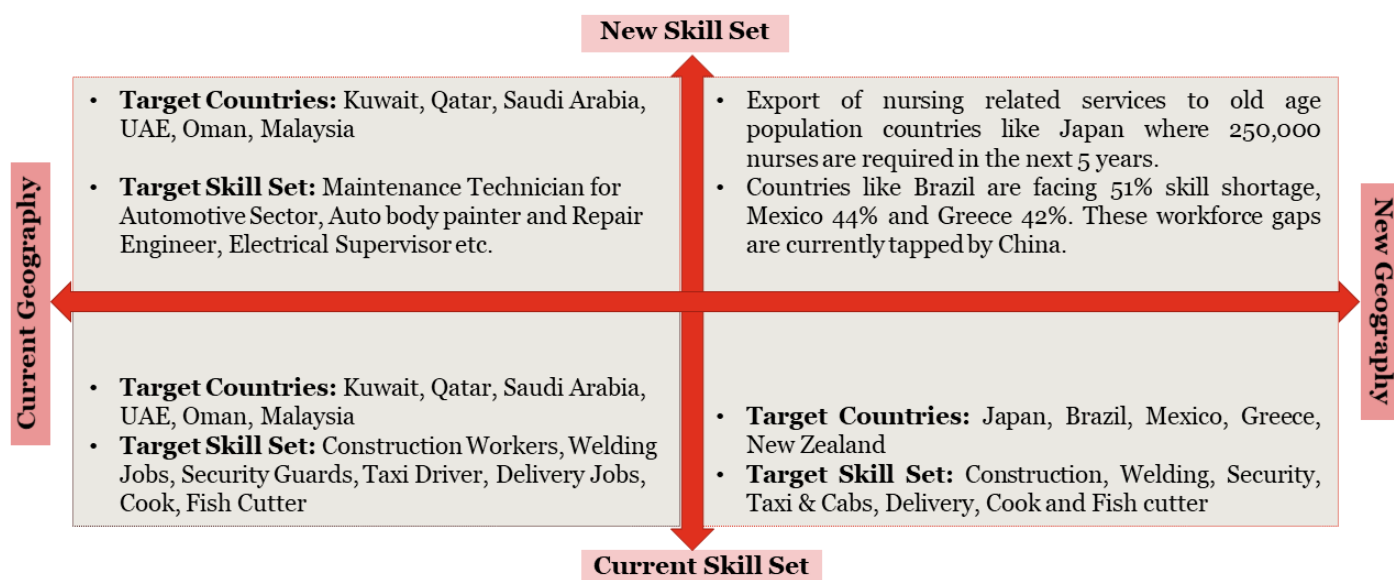 New Skill Set
• Target Countries: Kuwait, Qatar, Saudi Arabia,
UAE, Oman, Malaysia
• Target Skill Set: Maintenance Technician for
Automotive Sector, Auto body painter and Repair
Engineer, Electrical Supervisor etc.
• Export of nursing related services to old age
population countries like Japan where 250,000
nurses are required in the next 5 years.
• Countries like Brazil are facing 51% skill shortage,
Mexico 44% and Greece 42%. These workforce gaps
are currently tapped by China.
Current Geography
New Geography
• Target Countries: Kuwait, Qatar, Saudi Arabia,
UAE, Oman, Malaysia
• Target Skill Set: Construction Workers, Welding
Jobs, Security Guards, Taxi Driver, Delivery Jobs,
Cook, Fish Cutter
• Target Countries: Japan, Brazil, Mexico, Greece,
New Zealand
• Target Skill Set: Construction, Welding, Security,
Taxi & Cabs, Delivery, Cook and Fish cutter
Current Skill Set